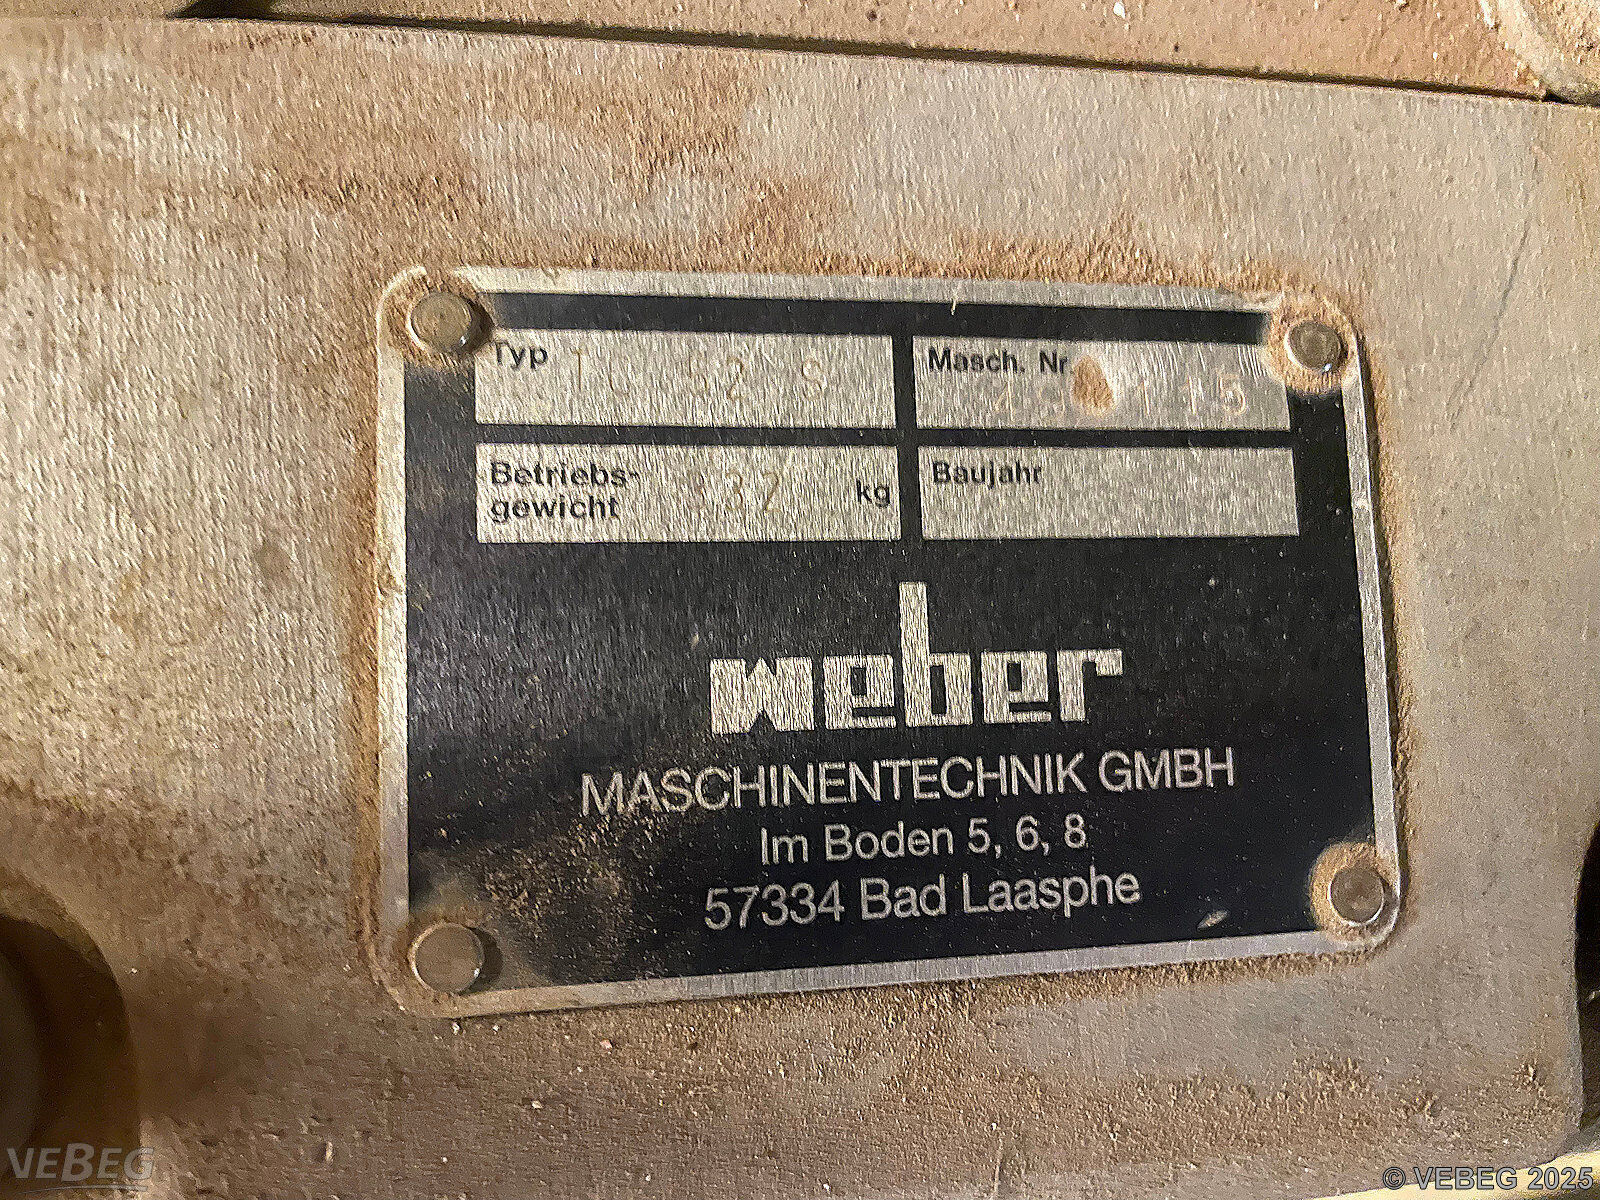 Typ 52 S
Masch. Nr
Betriebs-
gewicht kg
Baujahr
weber
MASCHINENTECHNIK GMBH
Im Boden 5, 6, 8
57334 Bad Laasphe
VEBEG
© VEBEG 2025